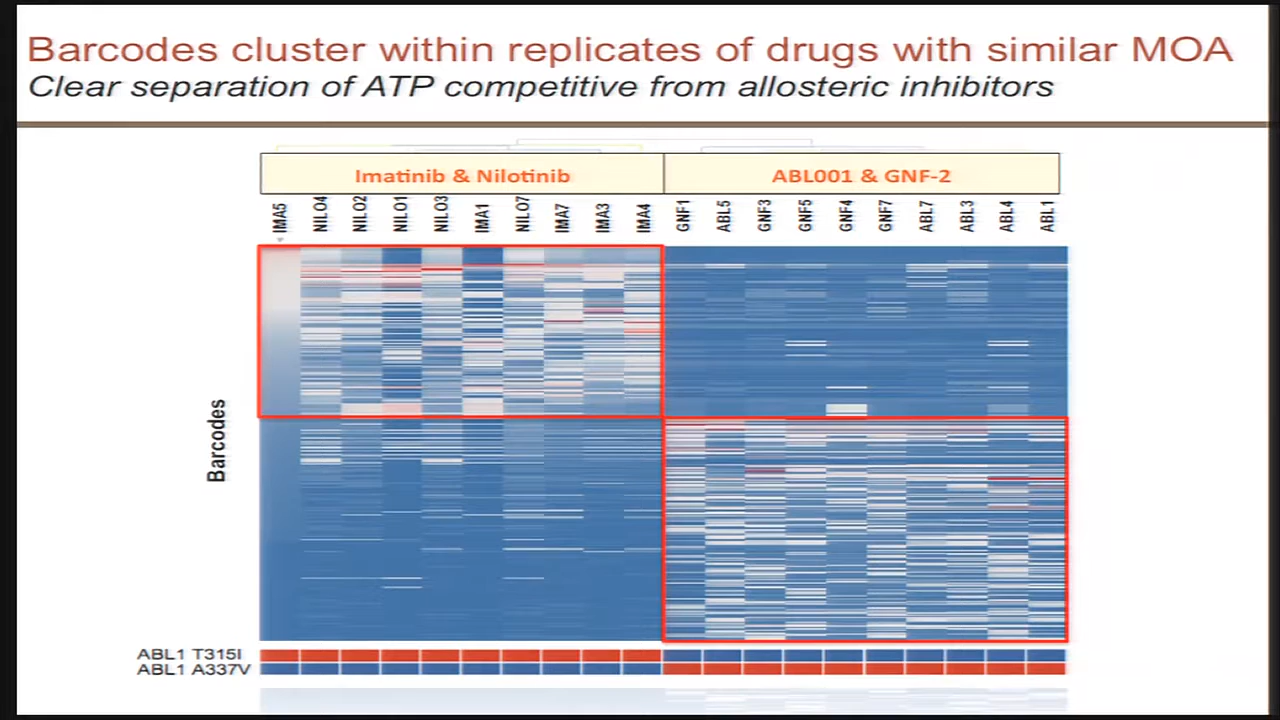 Barcodes cluster within replicates of drugs with similar MOA
Clear separation of ATP competitive from allosteric inhibitors
Imatinib & Nilotinib ABL001 & GNF-2
IMA5 NILO4 NILO2 NILO1 NILO3 IMA1 NILO7 IMA7 IMA3 IMA4 GNF1 ABL5 GNF3 GNF5 GNF4 GNF7 ABL7 ABL3 ABL4 ABL1
Barcodes
ABL1 T315I
ABL1 A337V